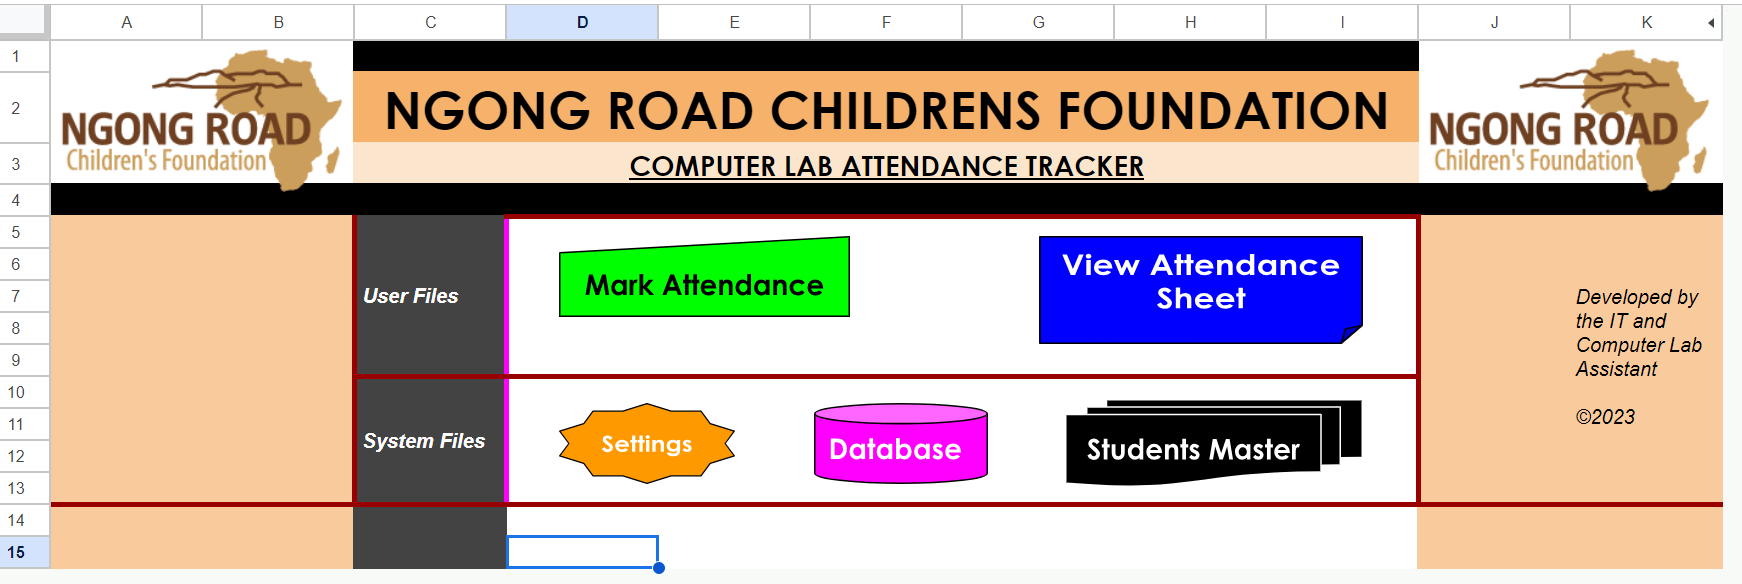 A B C D E F G H I J K
1
NGONG ROAD
Children's Foundation
2
NGONG ROAD CHILDRENS FOUNDATION
NGONG ROAD
Children's Foundation
3
COMPUTER LAB ATTENDANCE TRACKER
4
5
6
7
8
9
User Files
Mark Attendance
View Attendance
Sheet
Developed by
the IT and
Computer Lab
Assistant
©2023
10
11
12
13
System Files
Settings
Database
Students Master
14
15